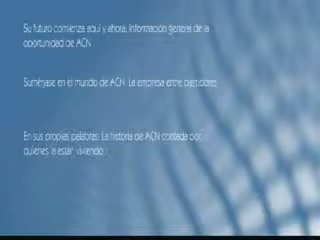 Su futuro comienza aquí y ahora: Información general de la
oportunidad de ACN
Sumérjase en el mundo de ACN: La empresa entre bastidores
En sus propias palabras: La historia de ACN contada por
quienes la están viviendo...